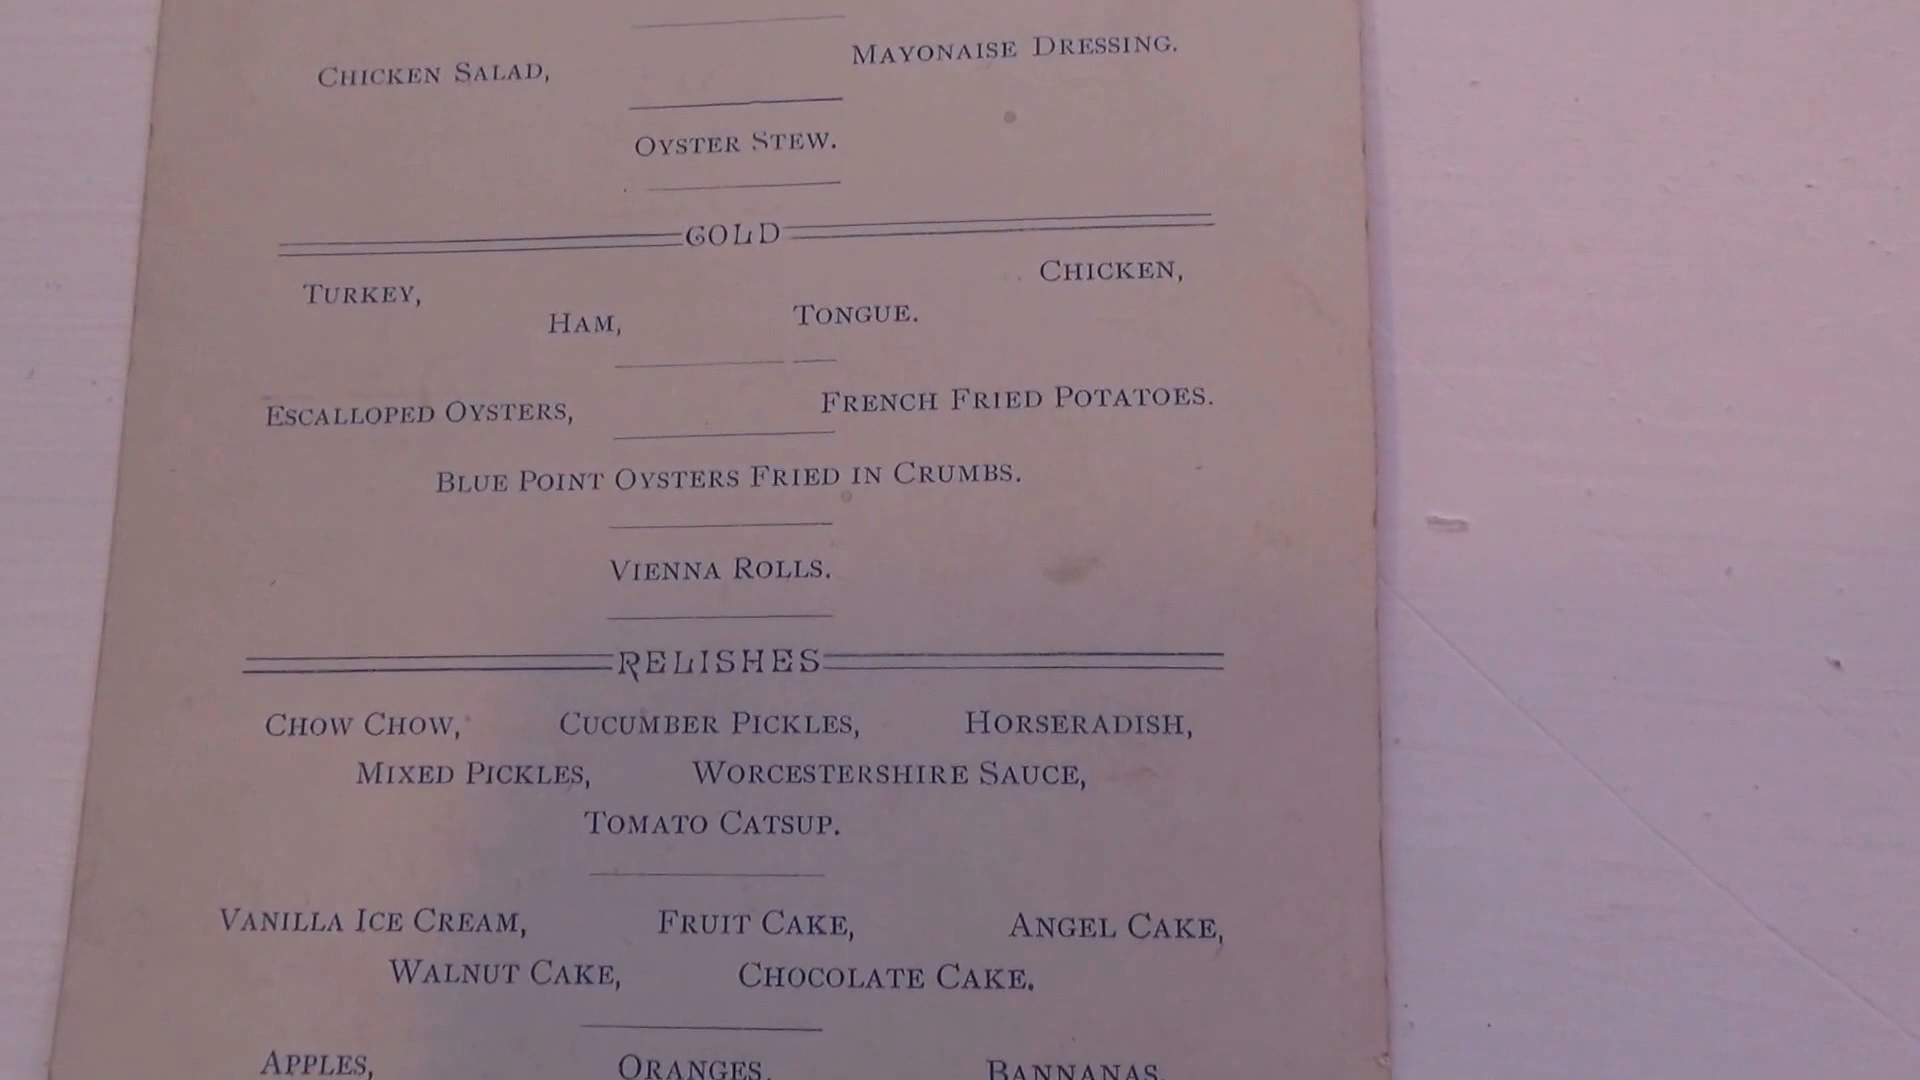 CHICKEN SALAD, MAYONAISE DRESSING.
OYSTER STEW.
COLD
TURKEY, CHICKEN,
HAM, TONGUE.
ESCALLOPED OYSTERS, FRENCH FRIED POTATOES.
BLUE POINT OYSTERS FRIED IN CRUMBS.
VIENNA ROLLS.
RELISHES
CHOW CHOW, CUCUMBER PICKLES, HORSERADISH,
MIXED PICKLES, WORCESTERSHIRE SAUCE,
TOMATO CATSUP.
VANILLA ICE CREAM, FRUIT CAKE, ANGEL CAKE,
WALNUT CAKE, CHOCOLATE CAKE.
APPLES, ORANGES, BANNANAS,